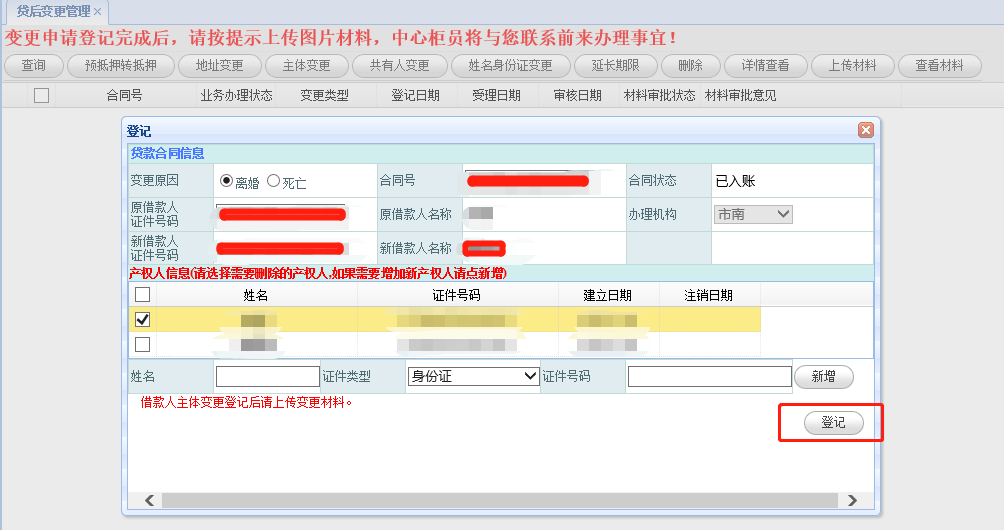 贷后变更管理×
变更申请登记完成后，请按提示上传图片材料，中心柜员将与您联系前来办理事宜！
查询 预抵押转抵押 地址变更 主体变更 共有人变更 姓名身份证变更 延长期限 删除 详情查看 上传材料 查看材料
合同号 业务办理状态 变更类型 登记日期 受理日期 审核日期 材料审批状态 材料审批意见
登记
贷款合同信息
变更原因 离婚 死亡 合同号 合同状态 已入账
原借款人
证件号码
原借款人名称 办理机构 市南
新借款人
证件号码
新借款人名称
产权人信息(请选择需要删除的产权人,如果需要增加新产权人请点新增)
姓名 证件号码 建立日期 注销日期
姓名 证件类型 身份证 证件号码 新增
借款人主体变更登记后请上传变更材料。
登记